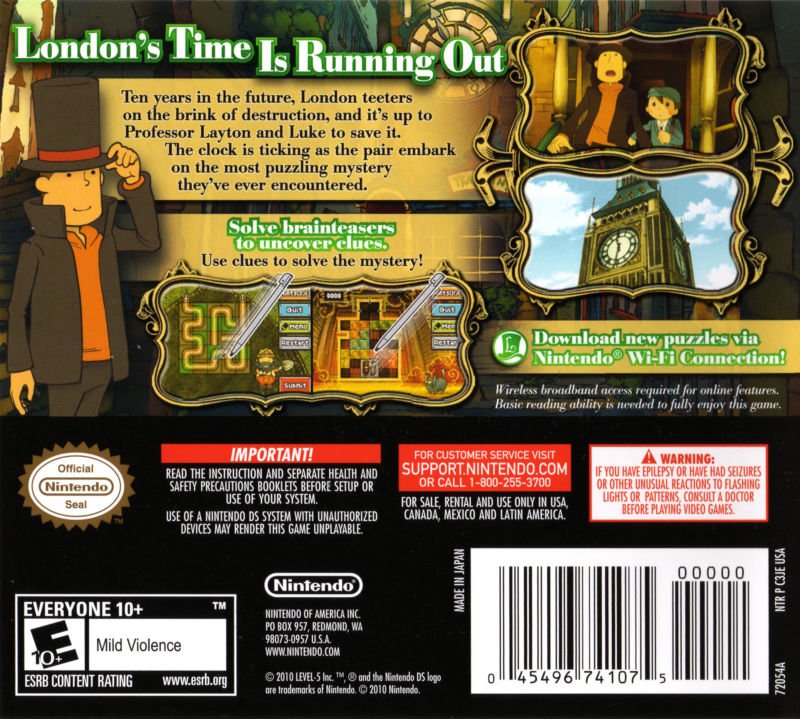 London's Time Is Running Out
Ten years in the future, London teeters
on the brink of destruction, and it's up to
Professor Layton and Luke to save it.
The clock is ticking as the pair embark
on the most puzzling mystery
they've ever encountered.
Solve brainteasers
to uncover clues.
Use clues to solve the mystery!
Quit
Memo
Restart
Submit
0000
Quit
Restart
L
Download new puzzles via
Nintendo® Wi-Fi Connection!
Wireless broadband access required for online features.
Basic reading ability is needed to fully enjoy this game.
Official
Nintendo
Seal
TM
IMPORTANT!
READ THE INSTRUCTION AND SEPARATE HEALTH AND
SAFETY PRECAUTIONS BOOKLETS BEFORE SETUP OR
USE OF YOUR SYSTEM.
USE OF A NINTENDO DS SYSTEM WITH UNAUTHORIZED
DEVICES MAY RENDER THIS GAME UNPLAYABLE.
FOR CUSTOMER SERVICE VISIT
SUPPORT.NINTENDO.COM
OR CALL 1-800-255-3700
FOR SALE, RENTAL AND USE ONLY IN USA,
CANADA, MEXICO AND LATIN AMERICA.
WARNING:
IF YOU HAVE EPILEPSY OR HAVE HAD SEIZURES
OR OTHER UNUSUAL REACTIONS TO FLASHING
LIGHTS OR PATTERNS, CONSULT A DOCTOR
BEFORE PLAYING VIDEO GAMES.
EVERYONE 10+ TM
E
10+
Mild Violence
ESRB CONTENT RATING www.esrb.org
Nintendo®
NINTENDO OF AMERICA INC.
PO BOX 957, REDMOND, WA
98073-0957 U.S.A.
WWW.NINTENDO.COM
© 2010 LEVEL-5 Inc. ™, ® and the Nintendo DS logo
are trademarks of Nintendo. © 2010 Nintendo.
MADE IN JAPAN
00000
0 45496 74107 5
NTR P C3JE USA
72054A